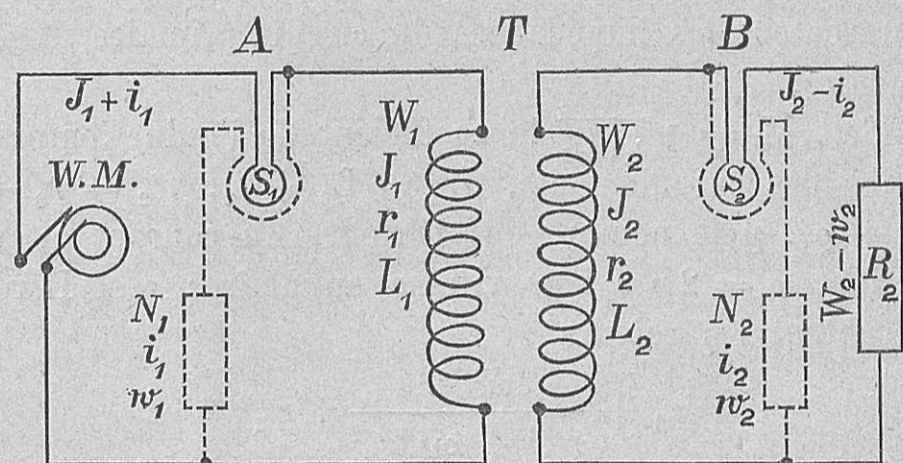 A
T
B
J₁ + i₁
J₂ – i₂
W. M.
S₁
S₂
W₁
J₁
r₁
L₁
W₂
J₂
r₂
L₂
N₁
i₁
w₁
N₂
i₂
w₂
W₂ – w₂
R₂